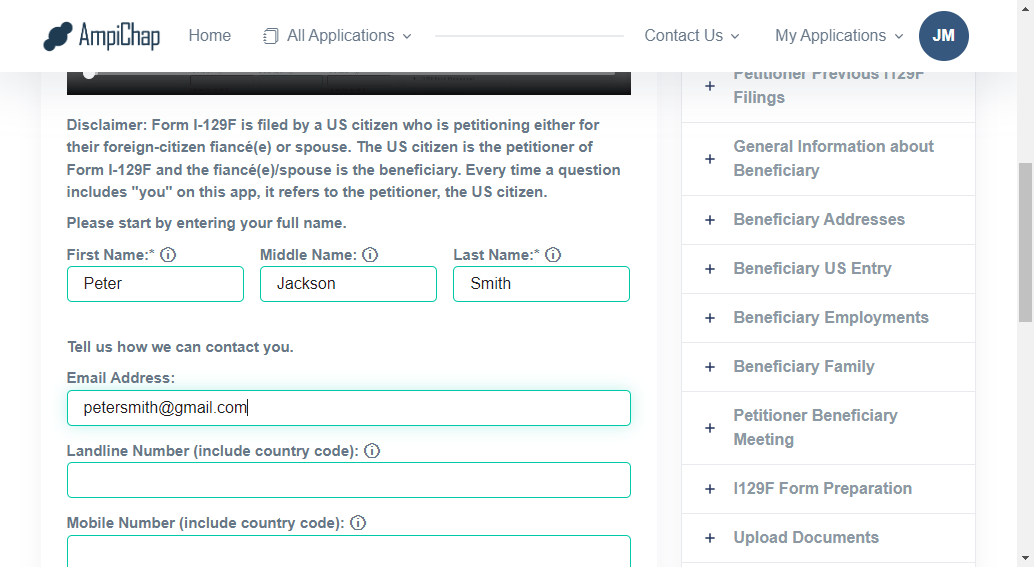 AmpiChap
Home
All Applications
Contact Us
My Applications
JM
Disclaimer: Form I-129F is filed by a US citizen who is petitioning either for
their foreign-citizen fiancé(e) or spouse. The US citizen is the petitioner of
Form I-129F and the fiancé(e)/spouse is the beneficiary. Every time a question
includes "you" on this app, it refers to the petitioner, the US citizen.
Please start by entering your full name.
First Name:*
Middle Name:
Last Name:*
Peter
Jackson
Smith
Tell us how we can contact you.
Email Address:
petersmith@gmail.com
Landline Number (include country code):
Mobile Number (include country code):
Petitioner Previous I129F
Filings
General Information about
Beneficiary
Beneficiary Addresses
Beneficiary US Entry
Beneficiary Employments
Beneficiary Family
Petitioner Beneficiary
Meeting
I129F Form Preparation
Upload Documents